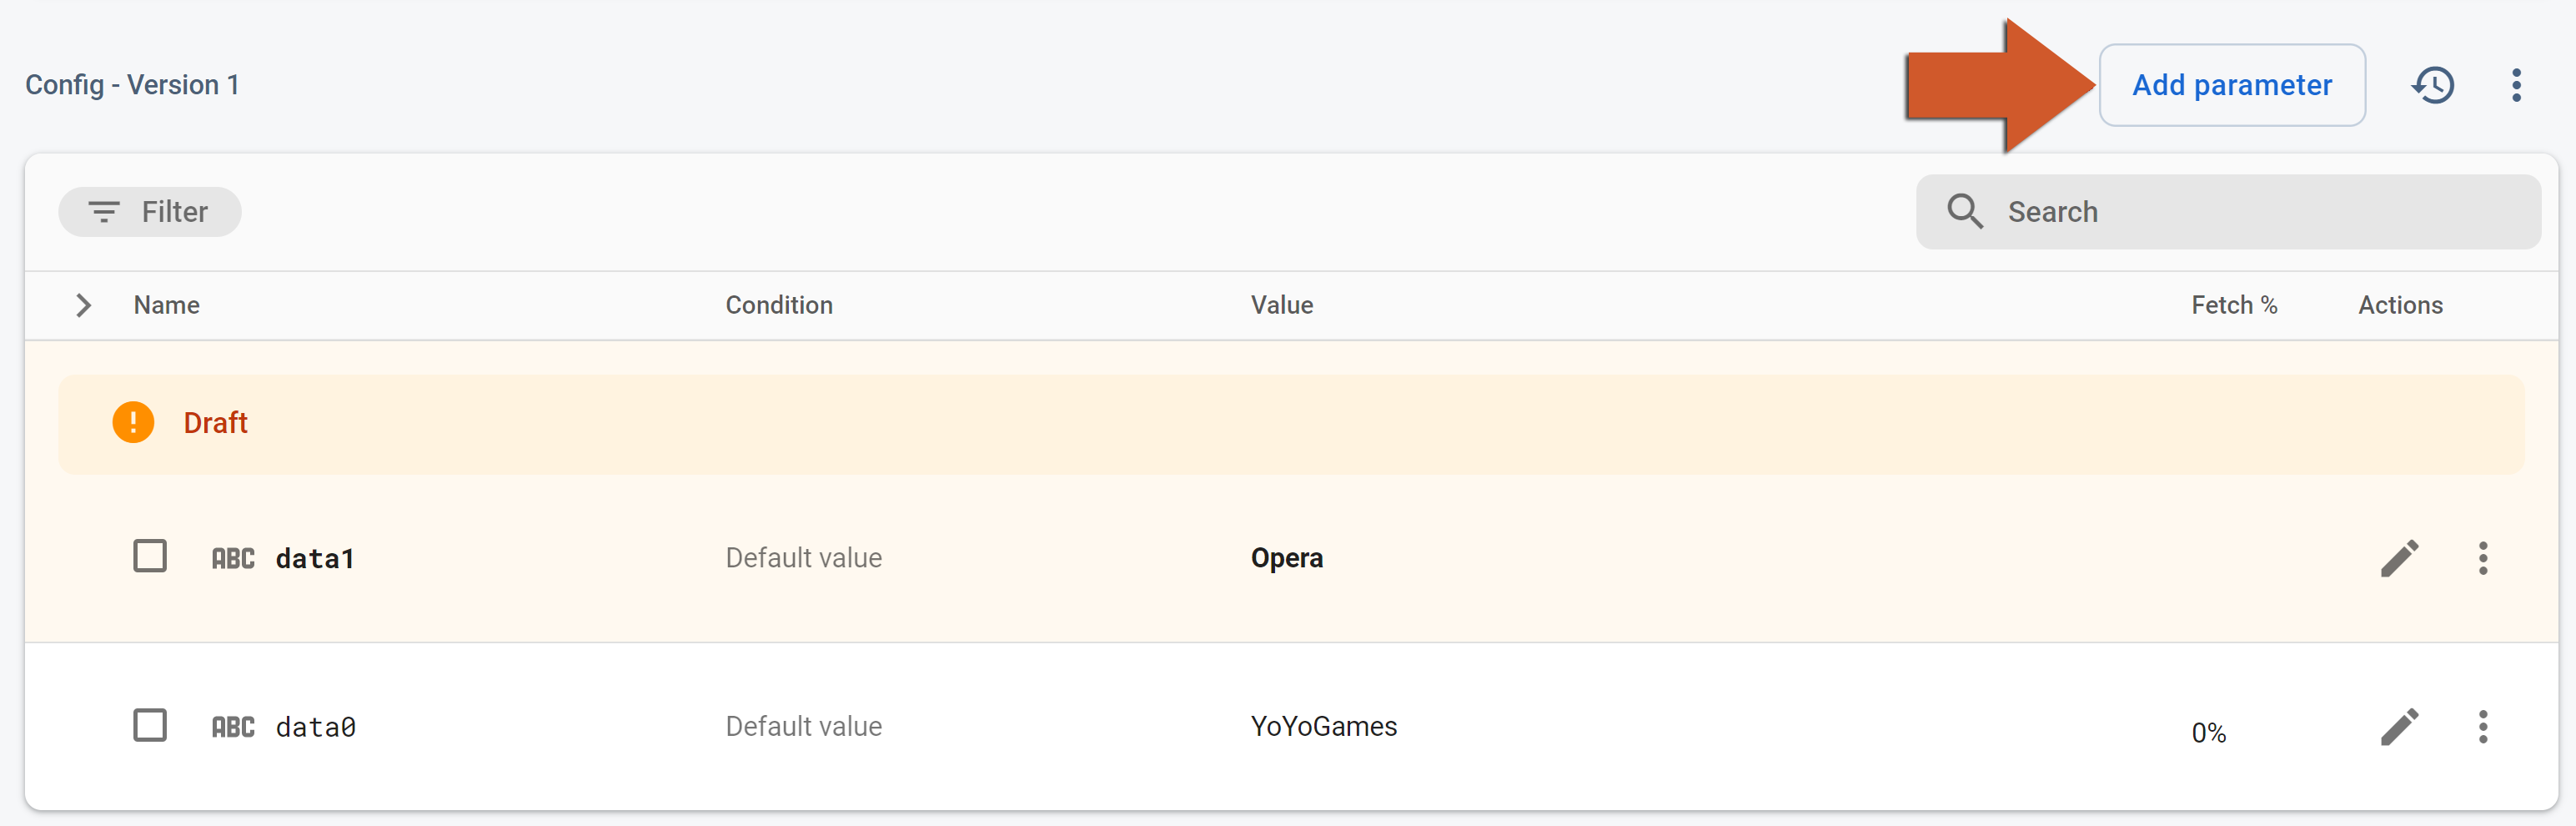 Config - Version 1
Add parameter
Filter
Search
Name Condition Value Fetch % Actions
! Draft
ABC data1 Default value Opera
ABC data0 Default value YoYoGames 0%